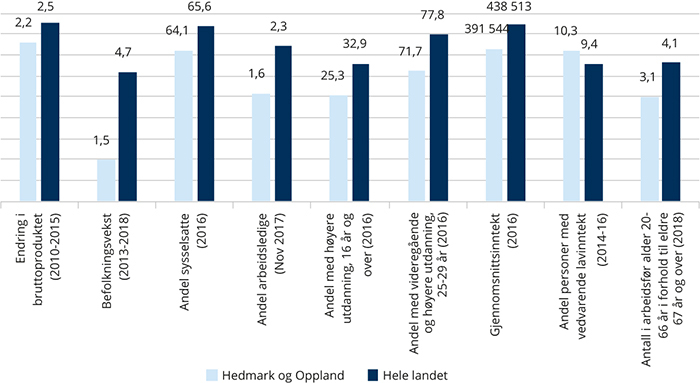 2,2
2,5
1,5
4,7
64,1
65,6
1,6
2,3
25,3
32,9
71,7
77,8
391 544
438 513
10,3
9,4
3,1
4,1
Endring i
bruttoproduktet
(2010-2015)
Befolkningsvekst
(2013-2018)
Andel sysselsatte
(2016)
Andel arbeidsledige
(Nov 2017)
Andel med høyere
utdanning, 16 år og
over (2016)
Andel med videregående
og høyere utdanning,
25-29 år (2016)
Gjennomsnittsinntekt
(2016)
Andel personer med
vedvarende lavinntekt
(2014-16)
Antall i arbeidsfør alder 20-
66 år i forhold til eldre
67 år og over (2018)
Hedmark og Oppland
Hele landet